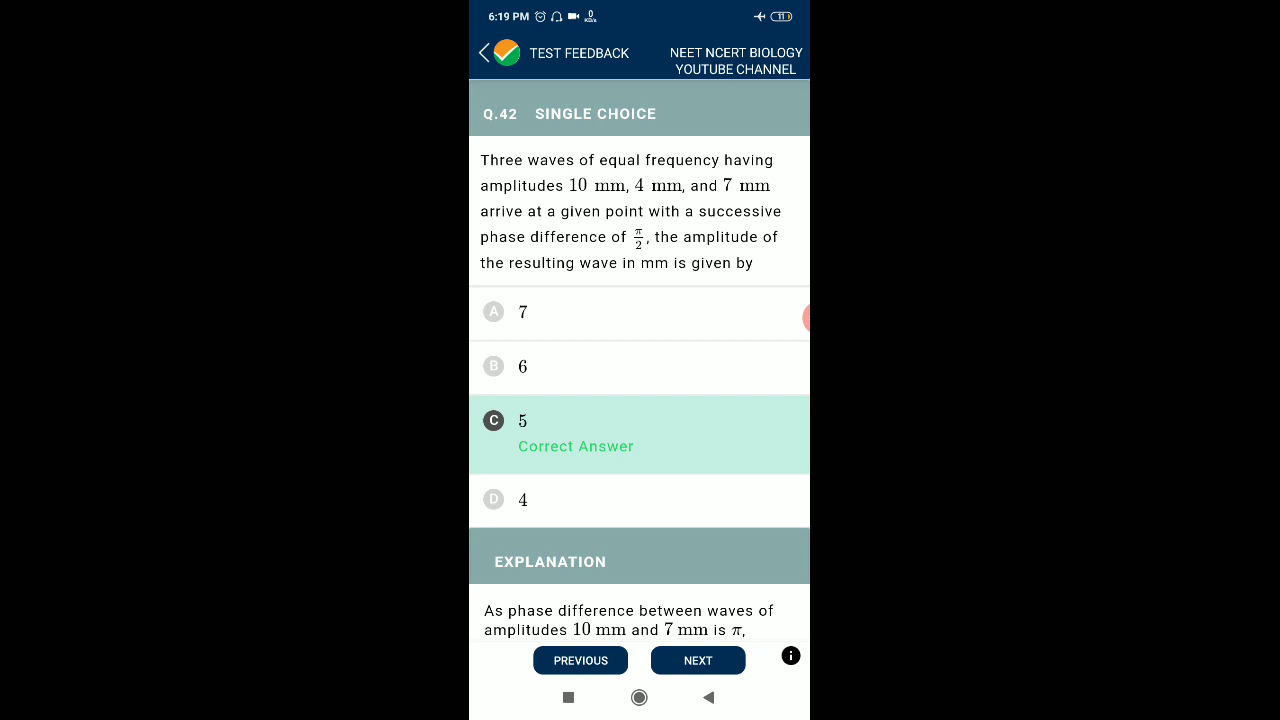 6:19 PM 0 KB/s 11
TEST FEEDBACK
NEET NCERT BIOLOGY
YOUTUBE CHANNEL
Q.42 SINGLE CHOICE
Three waves of equal frequency having
amplitudes 10 mm, 4 mm, and 7 mm
arrive at a given point with a successive
phase difference of π/2, the amplitude of
the resulting wave in mm is given by
A 7
B 6
C 5
Correct Answer
D 4
EXPLANATION
As phase difference between waves of
amplitudes 10 mm and 7 mm is π,
PREVIOUS NEXT i